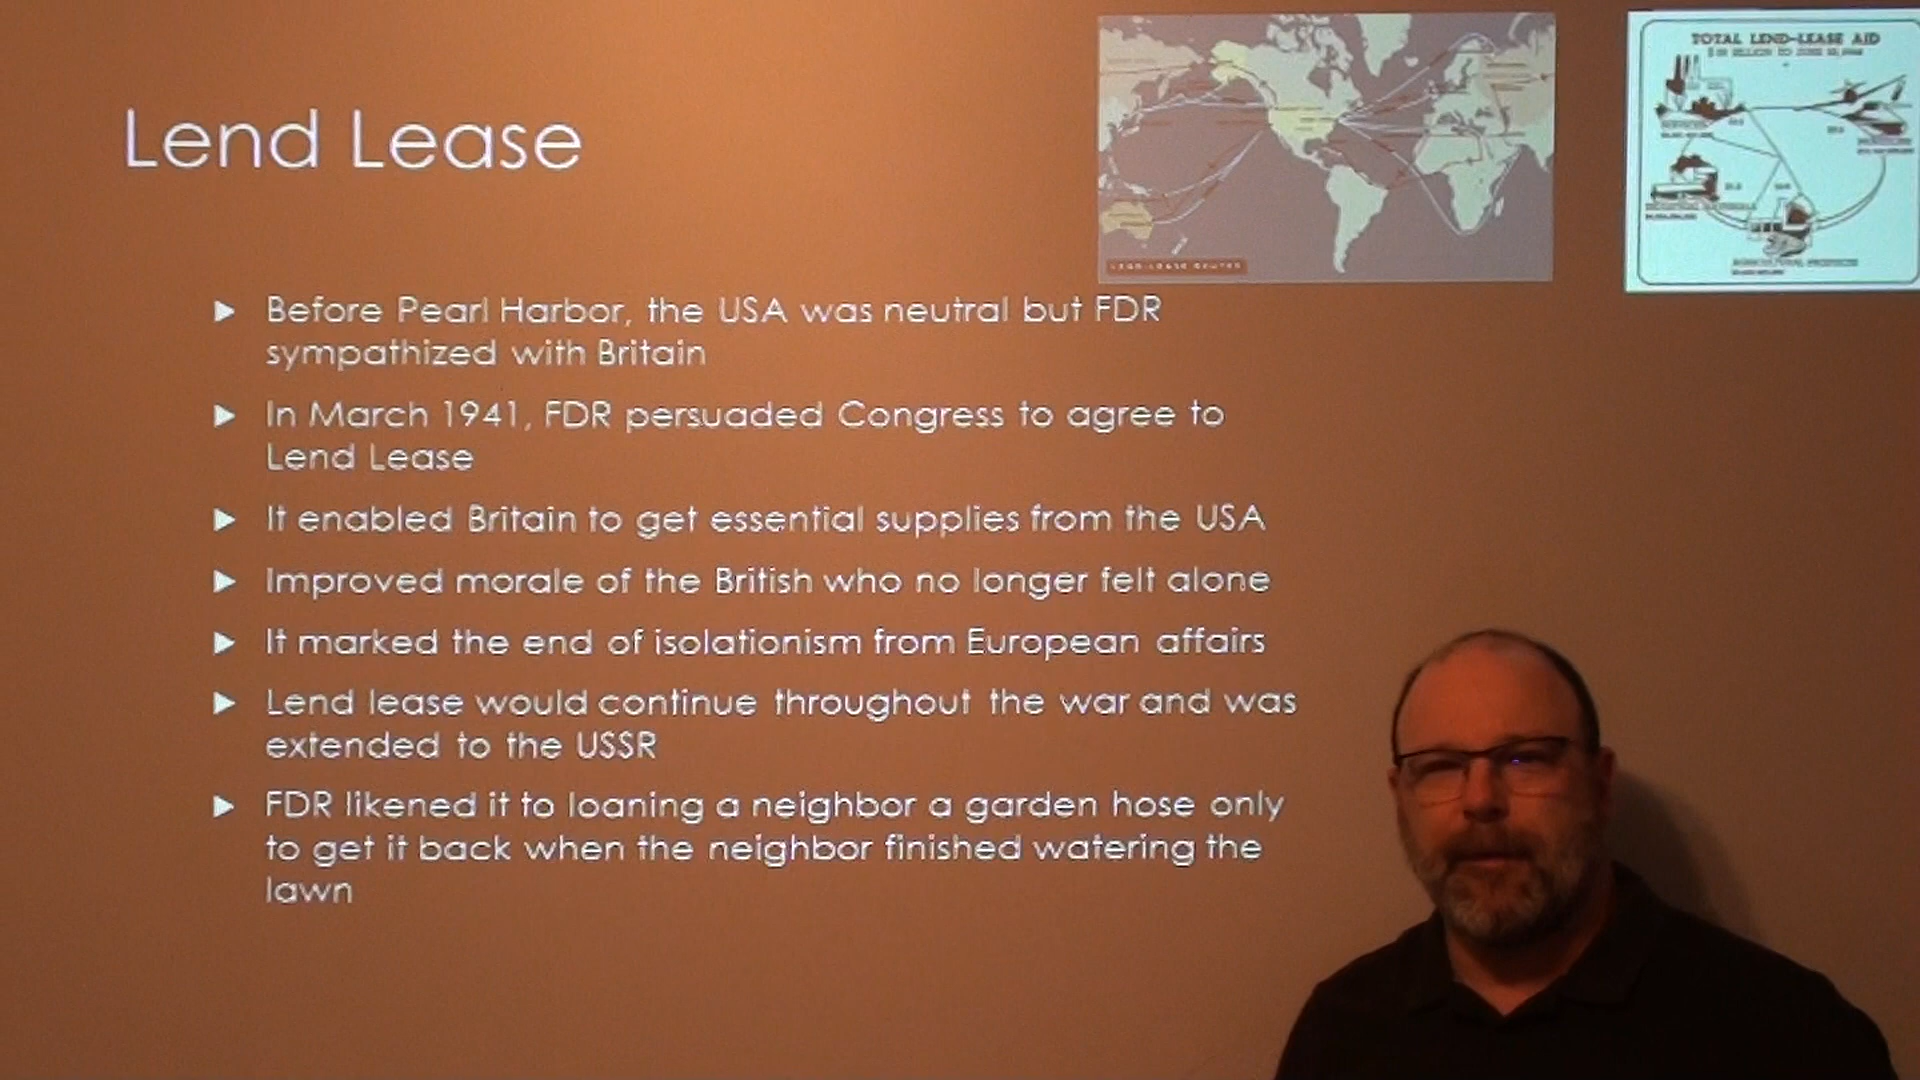 Lend Lease
Before Pearl Harbor, the USA was neutral but FDR
sympathized with Britain
In March 1941, FDR persuaded Congress to agree to
Lend Lease
It enabled Britain to get essential supplies from the USA
Improved morale of the British who no longer felt alone
It marked the end of isolationism from European affairs
Lend lease would continue throughout the war and was
extended to the USSR
FDR likened it to loaning a neighbor a garden hose only
to get it back when the neighbor finished watering the
lawn
LEND-LEASE ROUTES
TOTAL LEND-LEASE AID